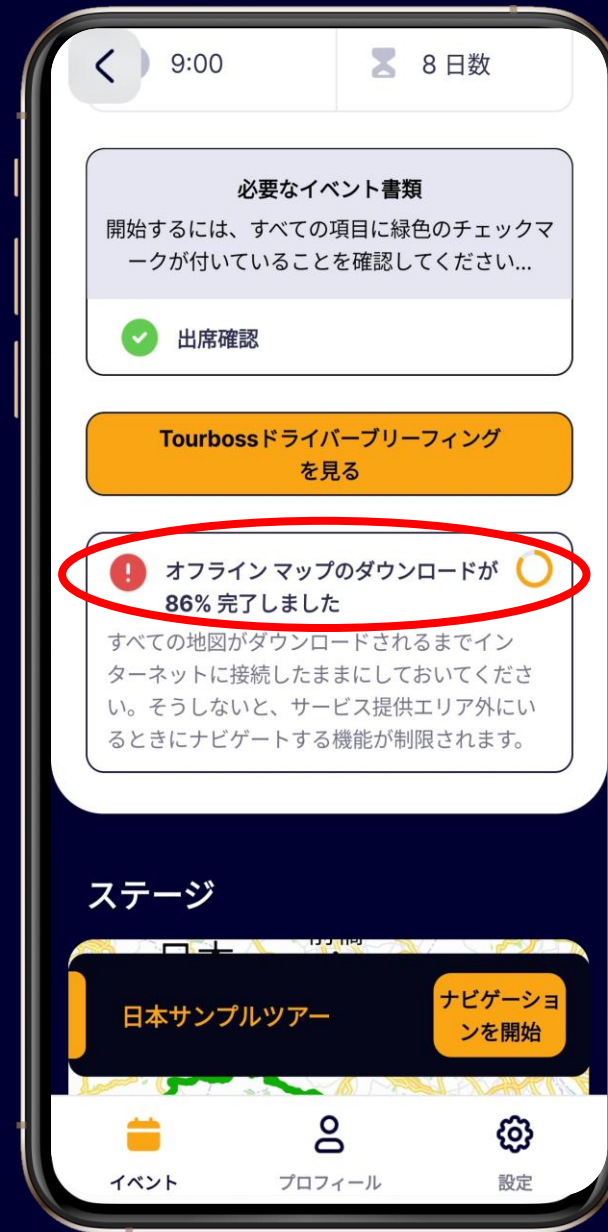 9:00
8 日数
必要なイベント書類
開始するには、すべての項目に緑色のチェックマ
ークが付いていることを確認してください...
出席確認
Tourbossドライバーブリーフィング
を見る
オフライン マップのダウンロードが
86% 完了しました
すべての地図がダウンロードされるまでイン
ターネットに接続したままにしておいてくださ
い。そうしないと、サービス提供エリア外にい
るときにナビゲートする機能が制限されます。
ステージ
日本サンプルツアー
ナビゲーショ
ンを開始
イベント
プロフィール
設定